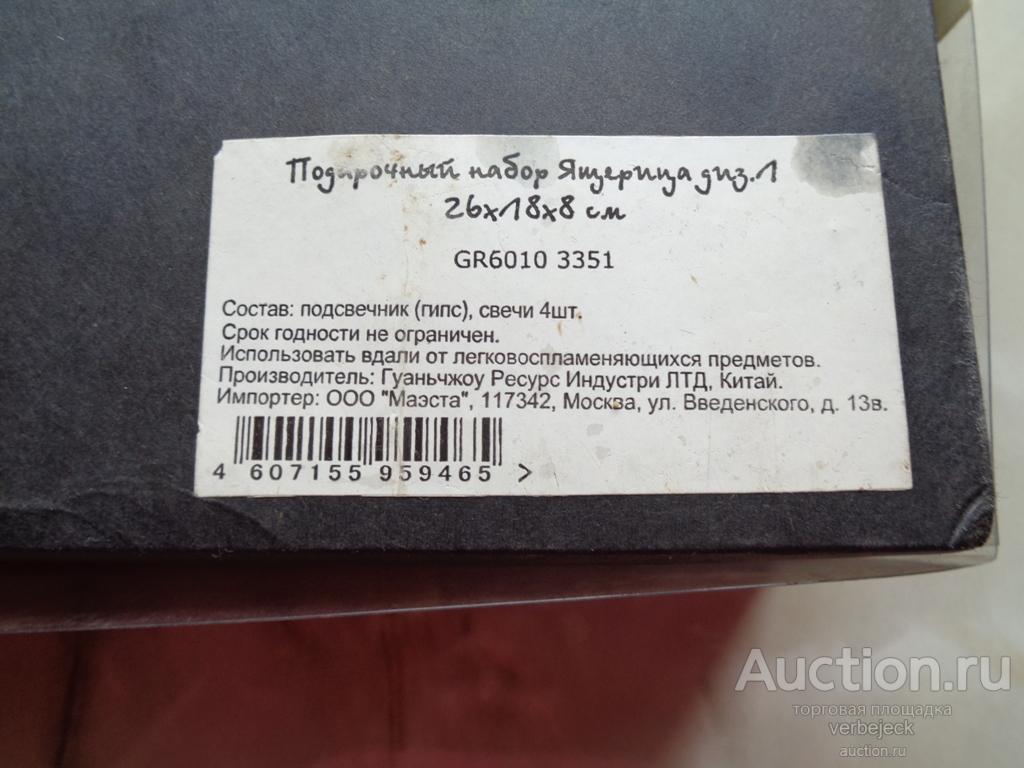 Подарочный набор Ящерица диз.1
26х18х8 см
GR6010 3351
Состав: подсвечник (гипс), свечи 4шт.
Срок годности не ограничен.
Использовать вдали от легковоспламеняющихся предметов.
Производитель: Гуаньчжоу Ресурс Индустри ЛТД, Китай.
Импортер: ООО "Маэста", 117342, Москва, ул. Введенского, д. 13в.
4 607155 959465 >
Auction.ru
торговая площадка
verbejeck
auction.ru